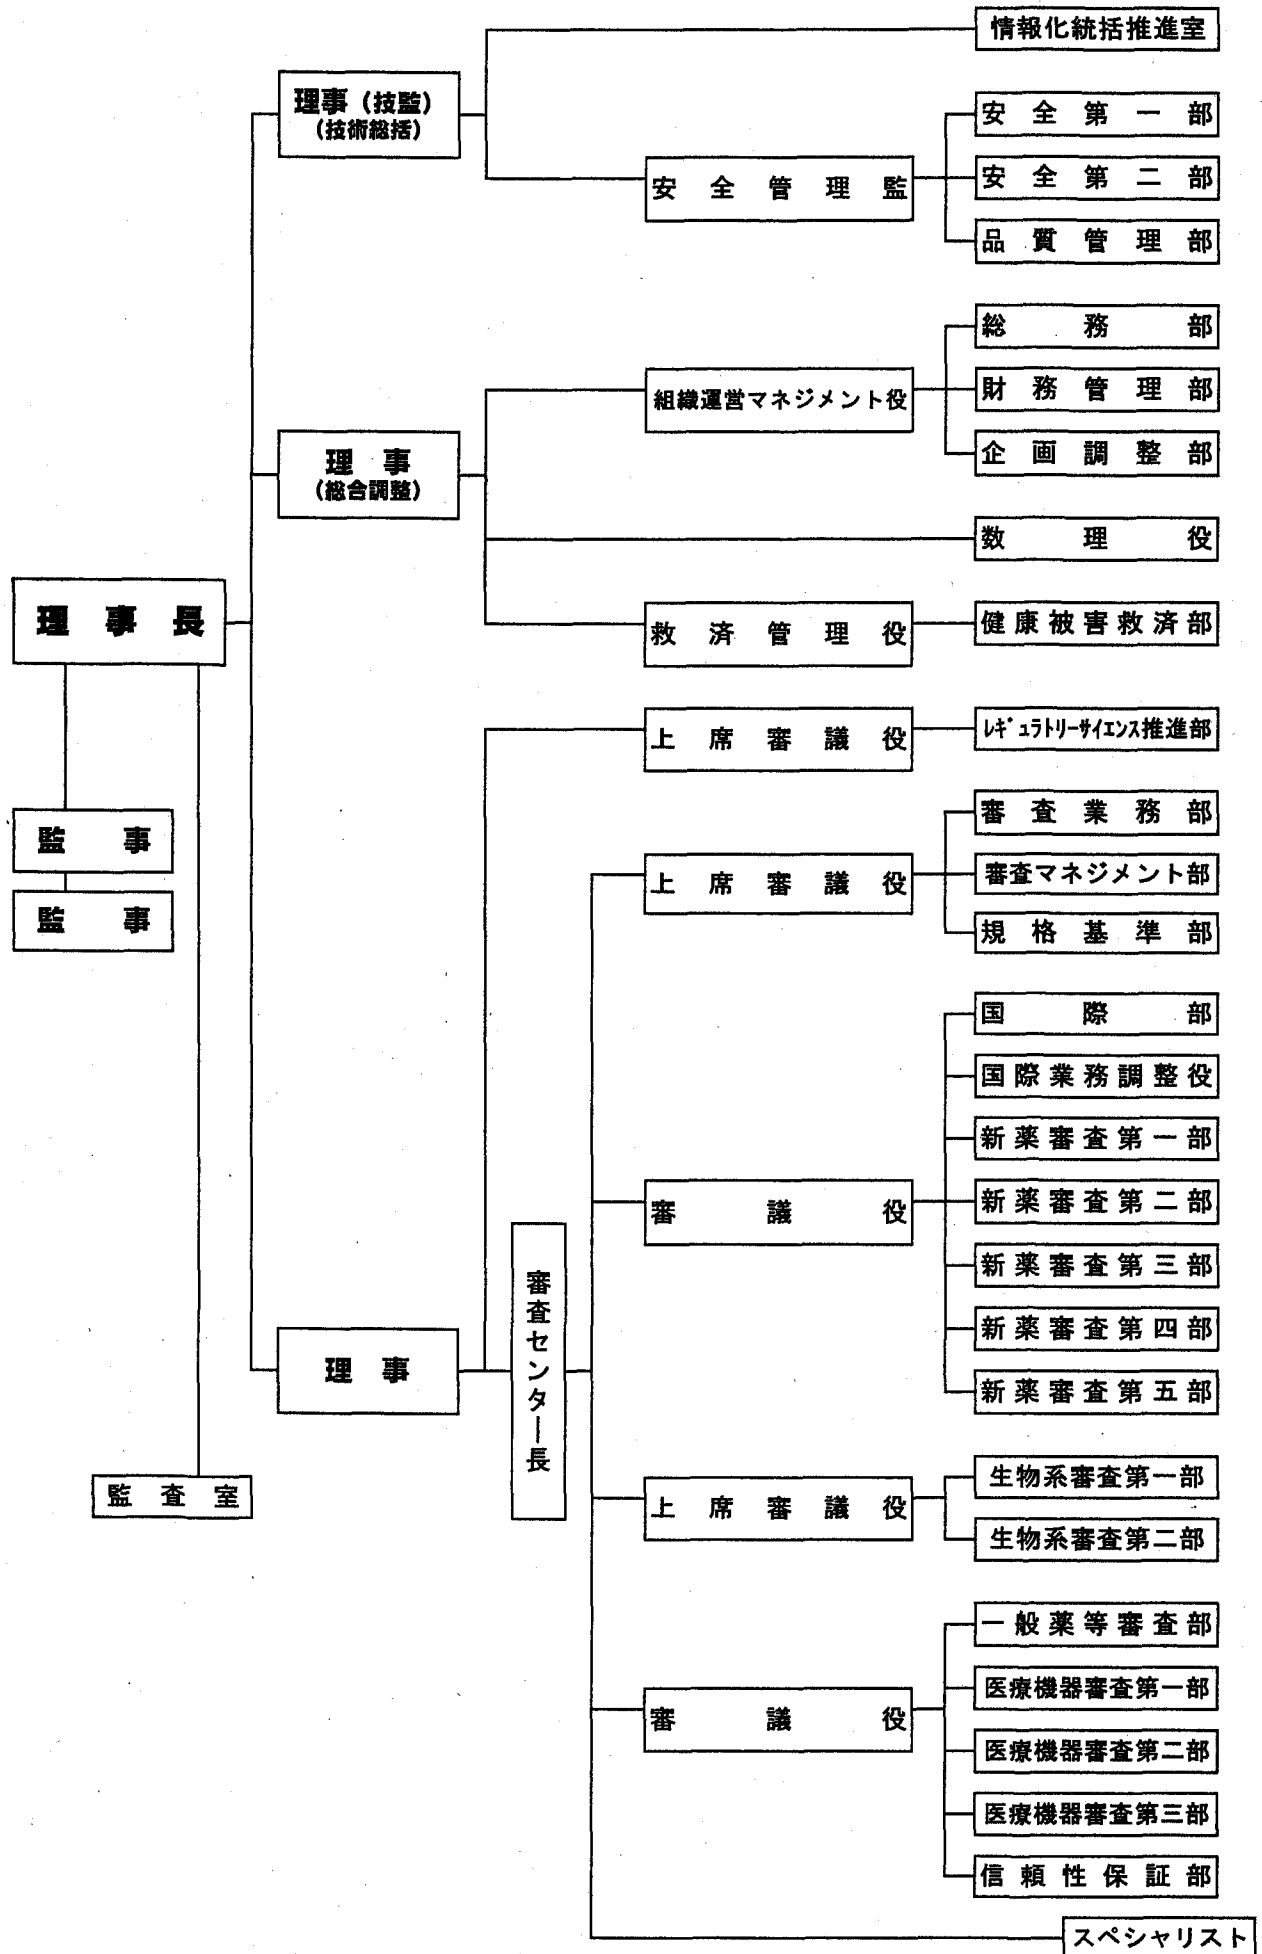 情報化統括推進室
理事（技監）
（技術総括）
安全第一部
安全管理監
安全第二部
品質管理部
総務部
組織運営マネジメント役
財務管理部
企画調整部
理事
（総合調整）
数理役
理事長
救済管理役
健康被害救済部
上席審議役
ﾚｷﾞｭﾗﾄﾘｰｻｲｴﾝｽ推進部
監事
監事
審査業務部
上席審議役
審査マネジメント部
規格基準部
国際部
国際業務調整役
新薬審査第一部
審議役
新薬審査第二部
新薬審査第三部
新薬審査第四部
新薬審査第五部
理事
審査センター長
監査室
生物系審査第一部
上席審議役
生物系審査第二部
一般薬等審査部
医療機器審査第一部
審議役
医療機器審査第二部
医療機器審査第三部
信頼性保証部
スペシャリスト